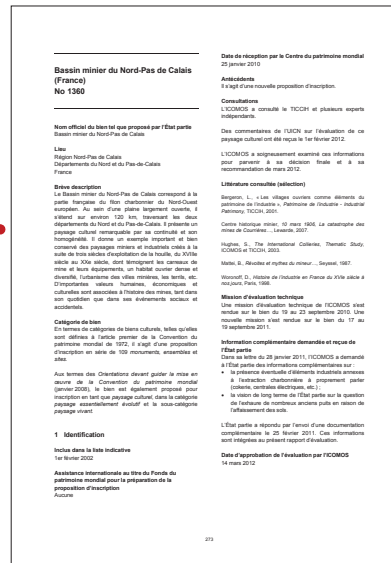 Bassin minier du Nord-Pas de Calais
(France)
No 1360
Nom officiel du bien tel que proposé par l'État partie
Bassin minier du Nord-Pas de Calais
Lieu
Région Nord-Pas de Calais
Départements du Nord et du Pas-de-Calais
France
Brève description
Le Bassin minier du Nord-Pas de Calais correspond à la
partie française du filon charbonnier du Nord-Ouest
européen. Au sein d'une plaine largement ouverte, il
s'étend sur environ 120 km, traversant les deux
départements du Nord et du Pas-de-Calais. Il présente un
paysage culturel remarquable par sa continuité et son
homogénéité. Il donne un exemple important et bien
conservé des paysages miniers et industriels créés à la
suite de trois siècles d'exploitation de la houille, du XVIIIe
siècle au XXe siècle, dont témoignent les carreaux de
mine et leurs équipements, un habitat ouvrier dense et
diversifié, l'urbanisme des villes minières, les terrils, etc.
D'importantes valeurs humaines, économiques et
culturelles sont associées à l'histoire des mines, tant dans
son quotidien que dans ses événements sociaux et
accidentels.
Catégorie de bien
En termes de catégories de biens culturels, telles qu'elles
sont définies à l'article premier de la Convention du
patrimoine mondial de 1972, il s'agit d'une proposition
d'inscription en série de 109 monuments, ensembles et
sites.
Aux termes des Orientations devant guider la mise en
œuvre de la Convention du patrimoine mondial
(janvier 2008), le bien est également proposé pour
inscription en tant que paysage culturel, dans la catégorie
paysage essentiellement évolutif et la sous-catégorie
paysage vivant.
1 Identification
Inclus dans la liste indicative
1er février 2002
Assistance internationale au titre du Fonds du
patrimoine mondial pour la préparation de la
proposition d'inscription
Aucune
Date de réception par le Centre du patrimoine mondial
25 janvier 2010
Antécédents
Il s'agit d'une nouvelle proposition d'inscription.
Consultations
L'ICOMOS a consulté le TICCIH et plusieurs experts
indépendants.
Des commentaires de l'UICN sur l'évaluation de ce
paysage culturel ont été reçus le 1er février 2012.
L'ICOMOS a soigneusement examiné ces informations
pour parvenir à sa décision finale et à sa
recommandation de mars 2012.
Littérature consultée (sélection)
Bergeron, L., « Les villages ouvriers comme éléments du
patrimoine de l'industrie », Patrimoine de l'industrie - Industrial
Patrimony, TICCIH, 2001.
Centre historique minier, 10 mars 1906, La catastrophe des
mines de Courrières..., Lewarde, 2007.
Hughes, S., The International Collieries, Thematic Study,
ICOMOS et TICCIH, 2003.
Mattei, B., Révoltes et mythes du mineur..., Seyssel, 1987.
Woronoff, D., Histoire de l'industrie en France du XVIe siècle à
nos jours, Paris, 1998.
Mission d'évaluation technique
Une mission d'évaluation technique de l'ICOMOS s'est
rendue sur le bien du 19 au 23 septembre 2010. Une
nouvelle mission s'est rendue sur le bien du 17 au
19 septembre 2011.
Information complémentaire demandée et reçue de
l'État partie
Dans sa lettre du 28 janvier 2011, l'ICOMOS a demandé
à l'État partie des informations complémentaires sur :
• la présence éventuelle d'éléments industriels annexes
à l'extraction charbonnière à proprement parler
(cokerie, centrales électriques, etc.) ;
• la vision de long terme de l'État partie sur la question
de l'exhaure de nombreux anciens puits en raison de
l'affaissement des sols.
L'État partie a répondu par l'envoi d'une documentation
complémentaire le 25 février 2011. Ces informations
sont intégrées au présent rapport d'évaluation.
Date d'approbation de l'évaluation par l'ICOMOS
14 mars 2012
273